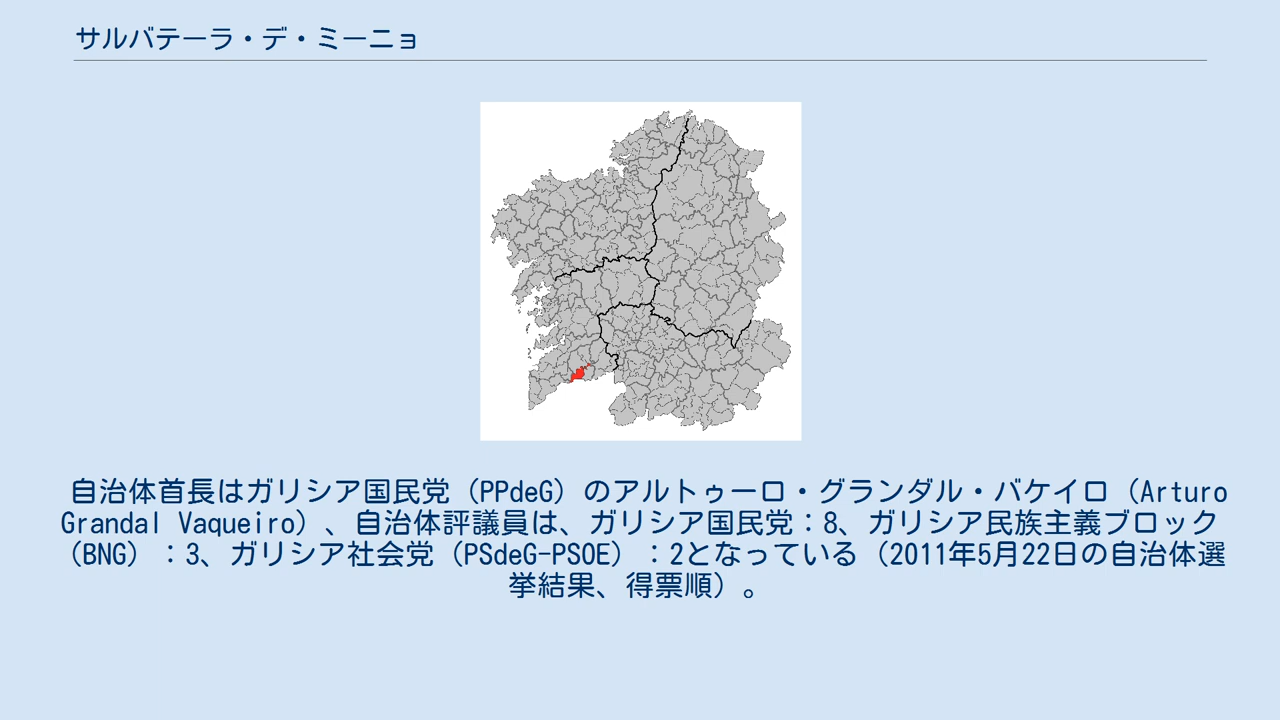 サルバテーラ・デ・ミーニョ
自治体首長はガリシア国民党（PPdeG）のアルトゥーロ・グランダル・バケイロ（Arturo
Grandal Vaqueiro）、自治体評議員は、ガリシア国民党：8、ガリシア民族主義ブロック
（BNG）：3、ガリシア社会党（PSdeG-PSOE）：2となっている（2011年5月22日の自治体選
挙結果、得票順）。